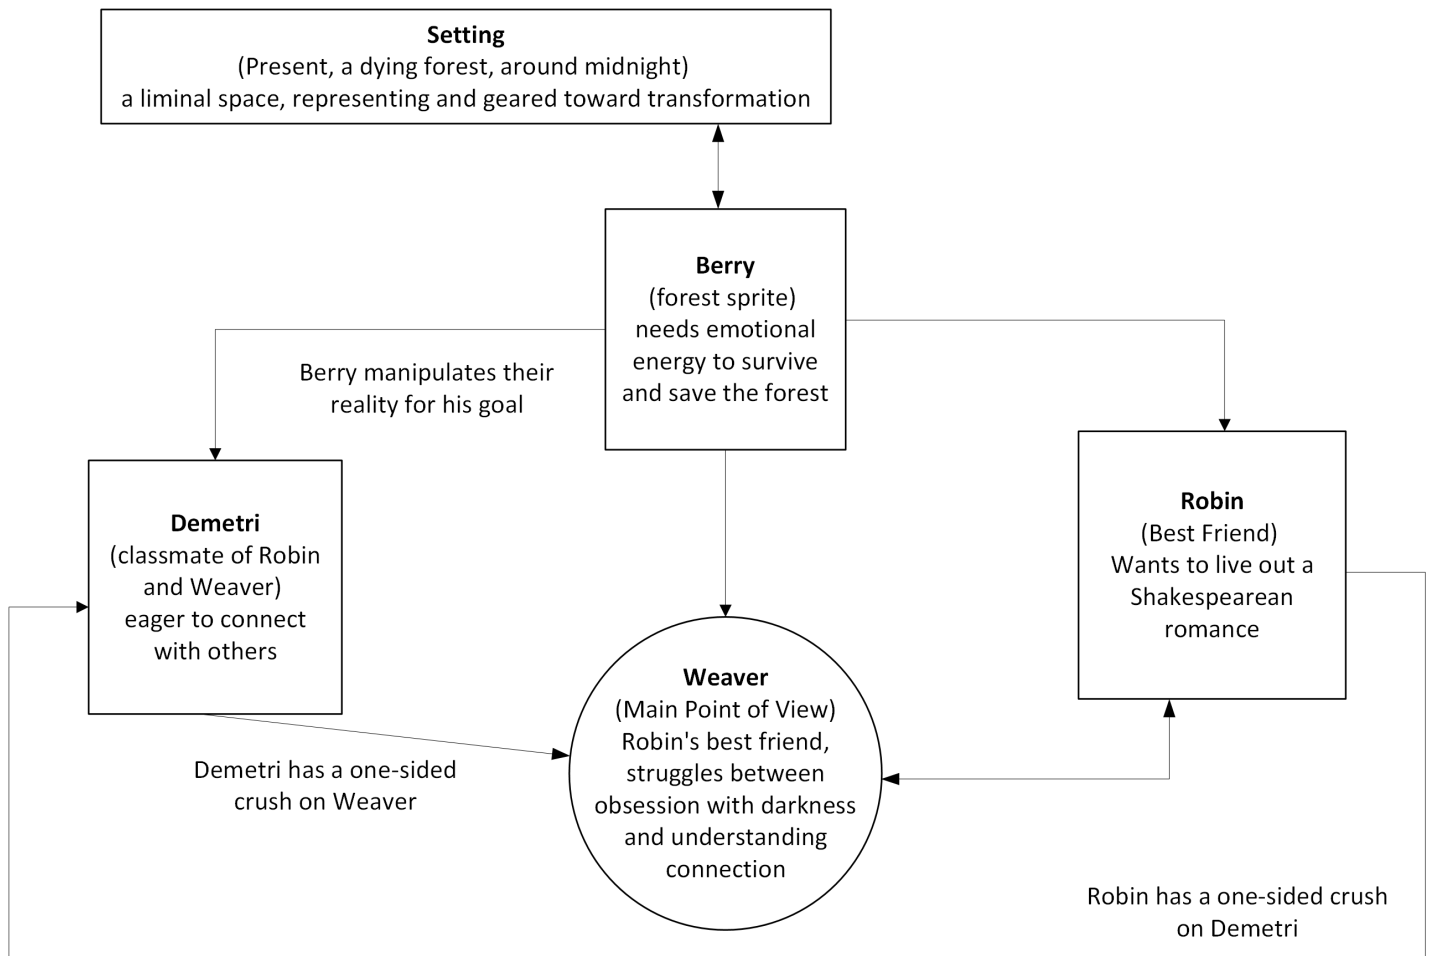 Setting
(Present, a dying forest, around midnight)
a liminal space, representing and geared toward transformation
Berry
(forest sprite)
needs emotional
energy to survive
and save the forest
Berry manipulates their
reality for his goal
Demetri
(classmate of Robin
and Weaver)
eager to connect
with others
Robin
(Best Friend)
Wants to live out a
Shakespearean
romance
Weaver
(Main Point of View)
Robin's best friend,
struggles between
obsession with darkness
and understanding
connection
Demetri has a one-sided
crush on Weaver
Robin has a one-sided crush
on Demetri